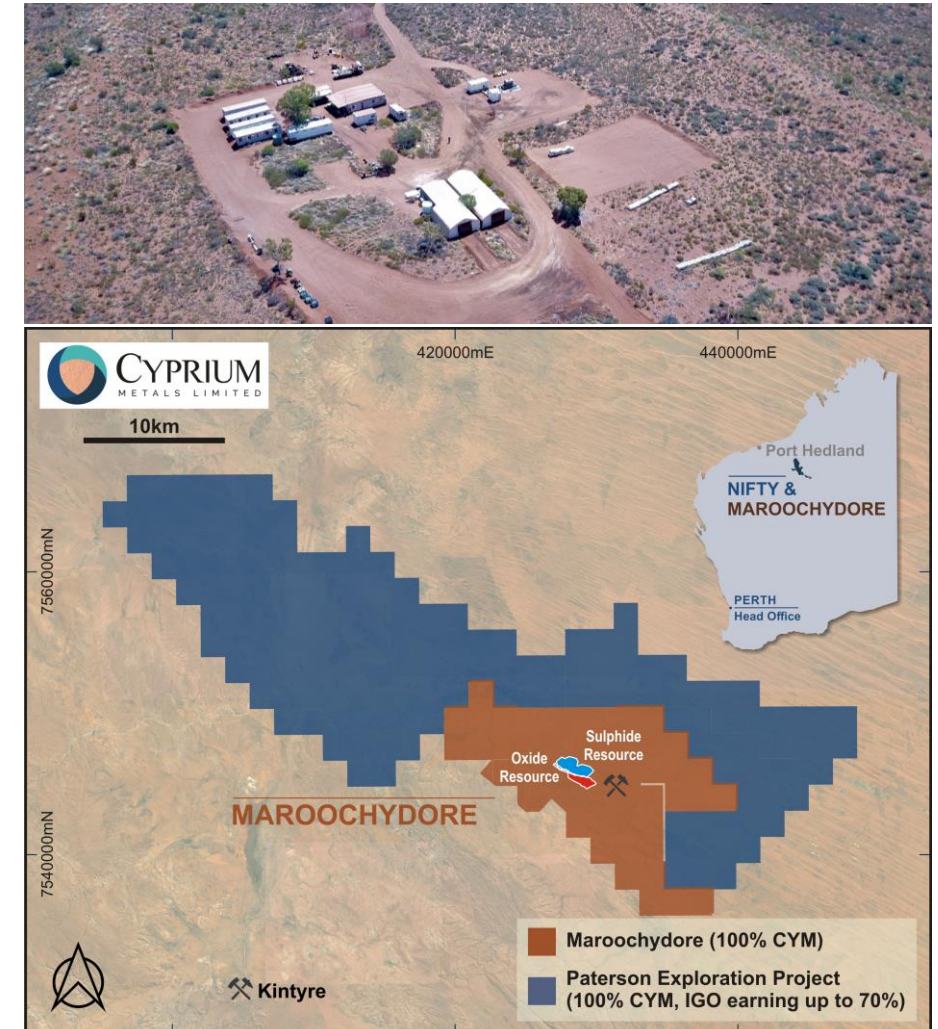 CYPRIUM
METALS LIMITED
10km
420000mE
440000mE
Port Hedland
NIFTY &
MAROOCHYDORE
PERTH
Head Office
7560000mN
Sulphide
Resource
Oxide
Resource
MAROOCHYDORE
7540000mN
Maroochydore (100% CYM)
Paterson Exploration Project
(100% CYM, IGO earning up to 70%)
Kintyre